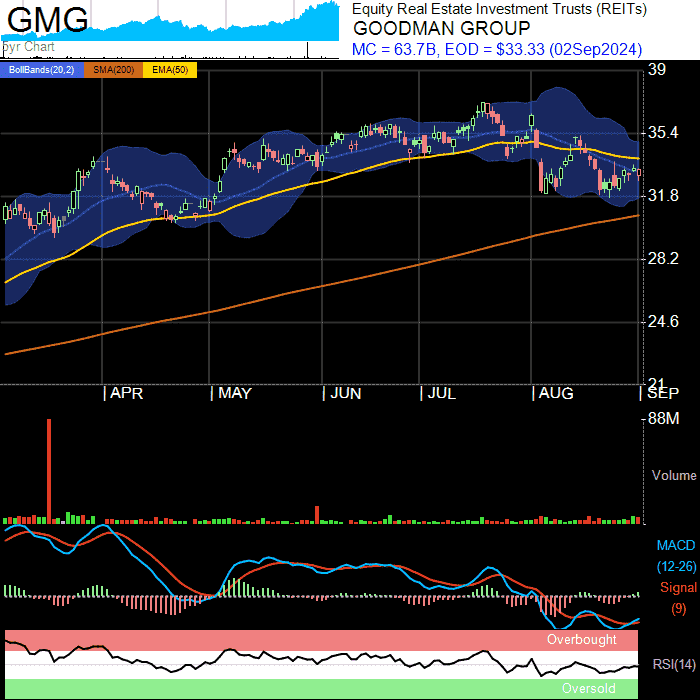 GMG
Equity Real Estate Investment Trusts (REITs)
GOODMAN GROUP
MC = 63.7B, EOD = $33.33 (02Sep2024)
5yr Chart
BollBands(20,2) SMA(200) EMA(50)
39
35.4
31.8
28.2
24.6
21
APR MAY JUN JUL AUG SEP
88M
Volume
MACD
(12-26)
Signal
(9)
Overbought
RSI(14)
Oversold